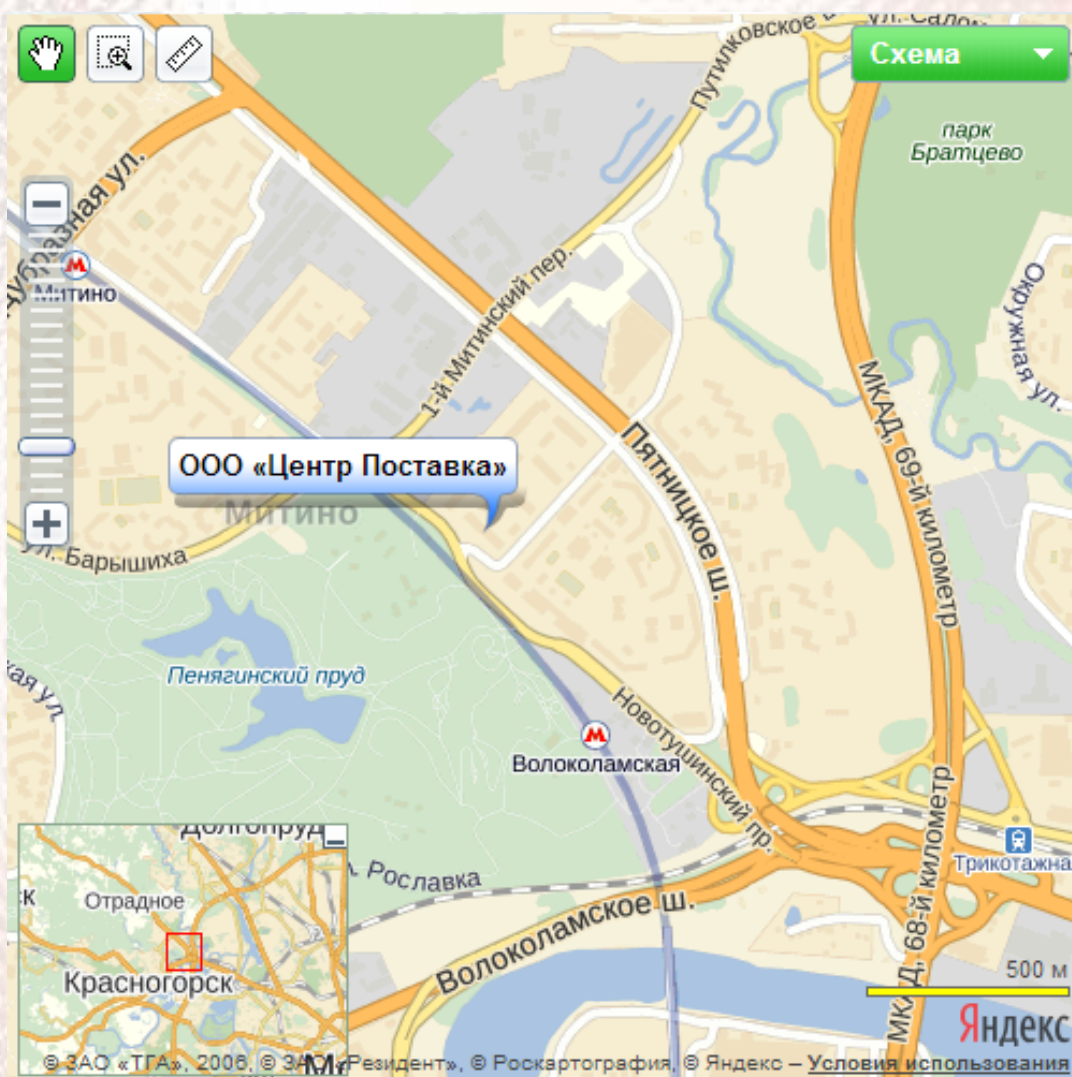 Схема
Путилковское
парк
Братцево
Дубравная ул.
Митино
Окружная ул.
1-й Митинский пер.
МКАД, 69-й километр
Пятницкое ш.
ООО «Центр Поставка»
Митино
ул. Барышиха
Пенягинский пруд
Новотушинский пр.
Волоколамская
Трикотажна
МКАД, 68-й километр
Рославка
Волоколамское ш.
Долгопруд
Отрадное
Красногорск
500 м
Яндекс
© ЗАО «ТГА», 2006, © ЗАО «Резидент», © Роскартография, © Яндекс – Условия использования